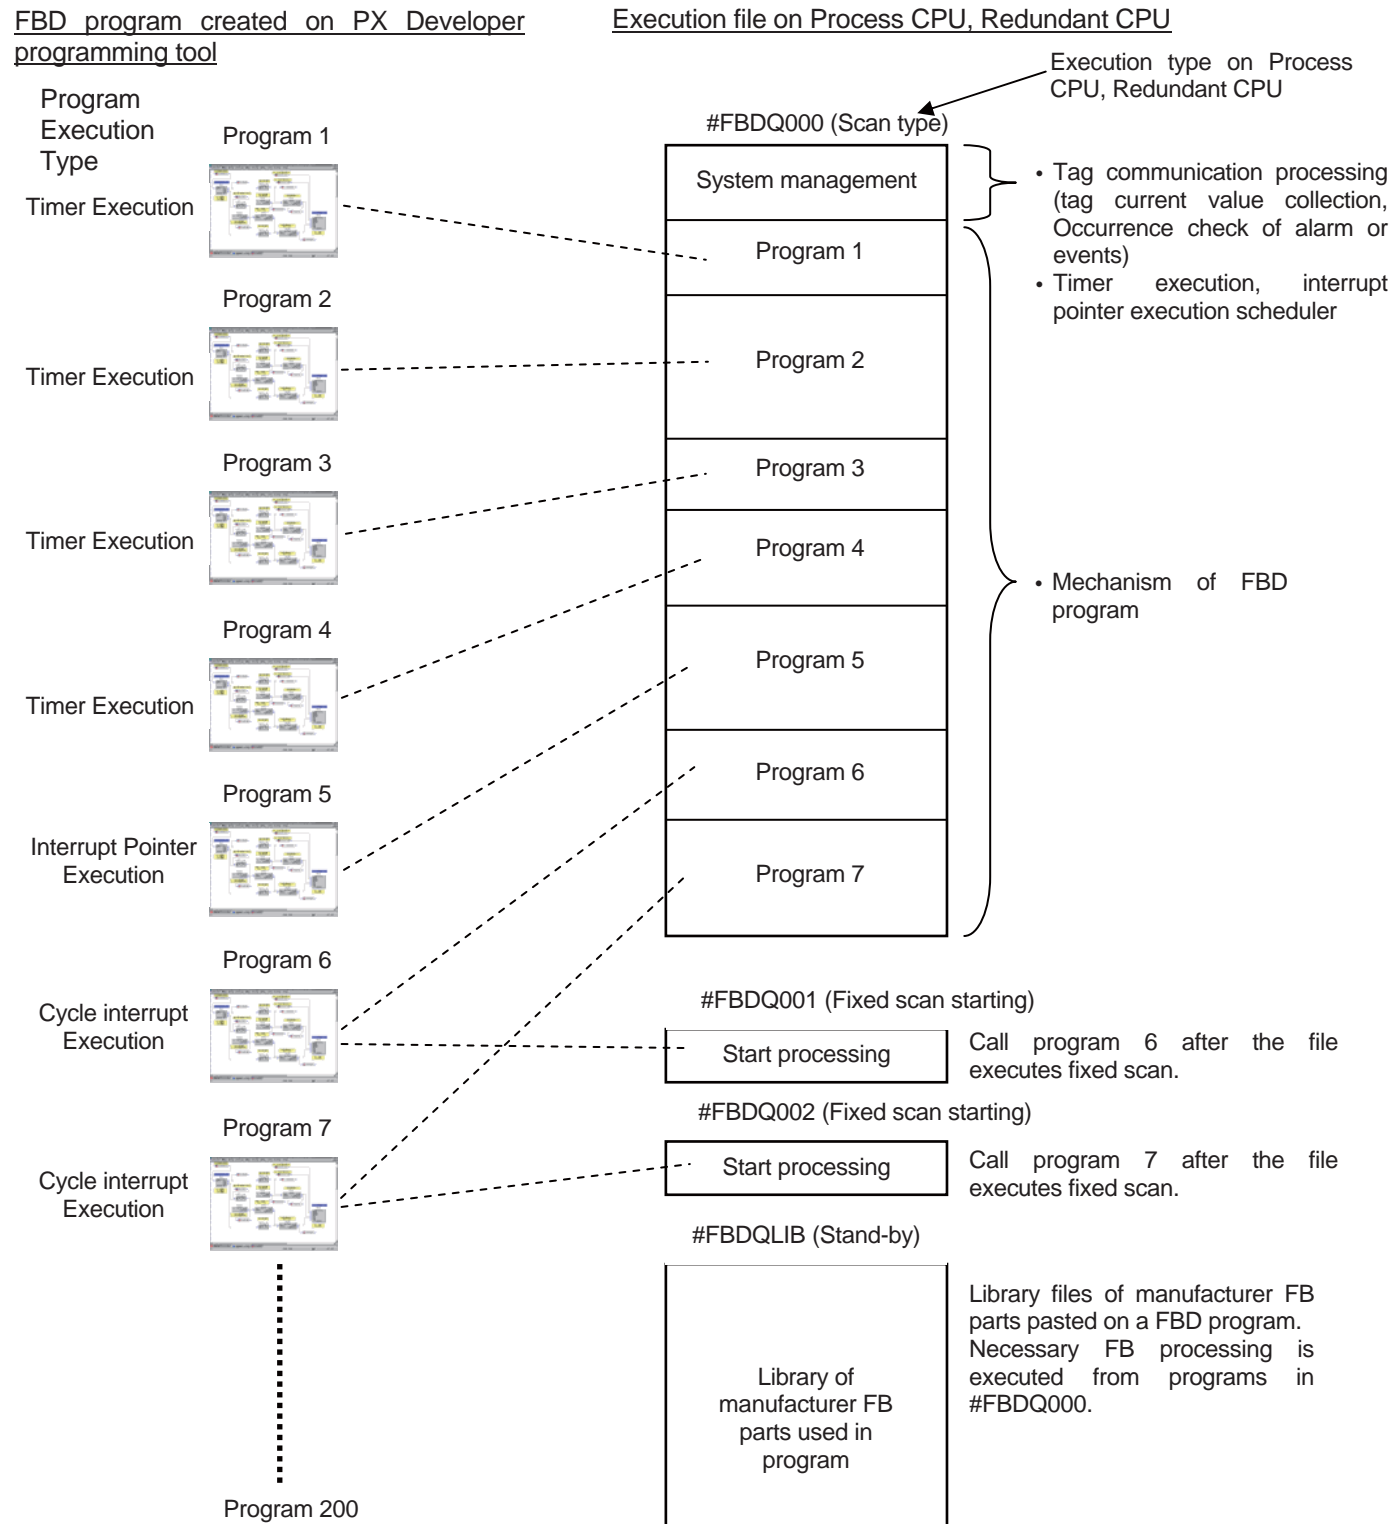 FBD program created on PX Developer
programming tool
Execution file on Process CPU, Redundant CPU
Execution type on Process
CPU, Redundant CPU
Program
Execution
Type
Program 1
#FBDQ000 (Scan type)
Timer Execution
System management
• Tag communication processing
(tag current value collection,
Occurrence check of alarm or
events)
• Timer execution, interrupt
pointer execution scheduler
Program 1
Program 2
Timer Execution
Program 2
Program 3
Timer Execution
Program 3
Program 4
• Mechanism of FBD
program
Program 4
Timer Execution
Program 5
Program 5
Interrupt Pointer
Execution
Program 6
Program 7
Program 6
Cycle interrupt
Execution
#FBDQ001 (Fixed scan starting)
Start processing
Call program 6 after the file
executes fixed scan.
#FBDQ002 (Fixed scan starting)
Program 7
Cycle interrupt
Execution
Start processing
Call program 7 after the file
executes fixed scan.
#FBDQLIB (Stand-by)
Library of
manufacturer FB
parts used in
program
Library files of manufacturer FB
parts pasted on a FBD program.
Necessary FB processing is
executed from programs in
#FBDQ000.
Program 200